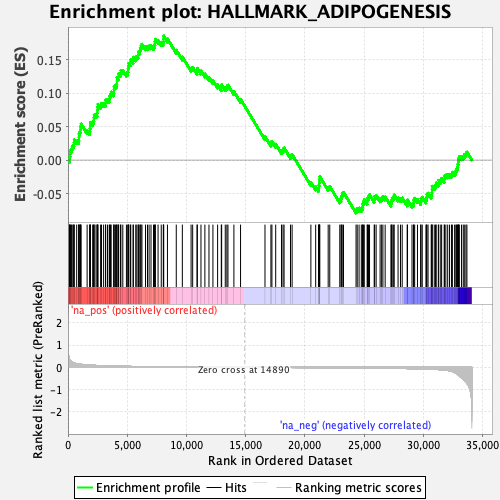 Enrichment plot: HALLMARK_ADIPOGENESIS
Enrichment score (ES)
0.15
0.10
0.05
0.00
-0.05
'na_pos' (positively correlated)
Ranked list metric (PreRanked)
2
1
0
-1
-2
Zero cross at 14890
'na_neg' (negatively correlated)
0
5,000
10,000
15,000
20,000
25,000
30,000
35,000
Rank in Ordered Dataset
Enrichment profile
Hits
Ranking metric scores